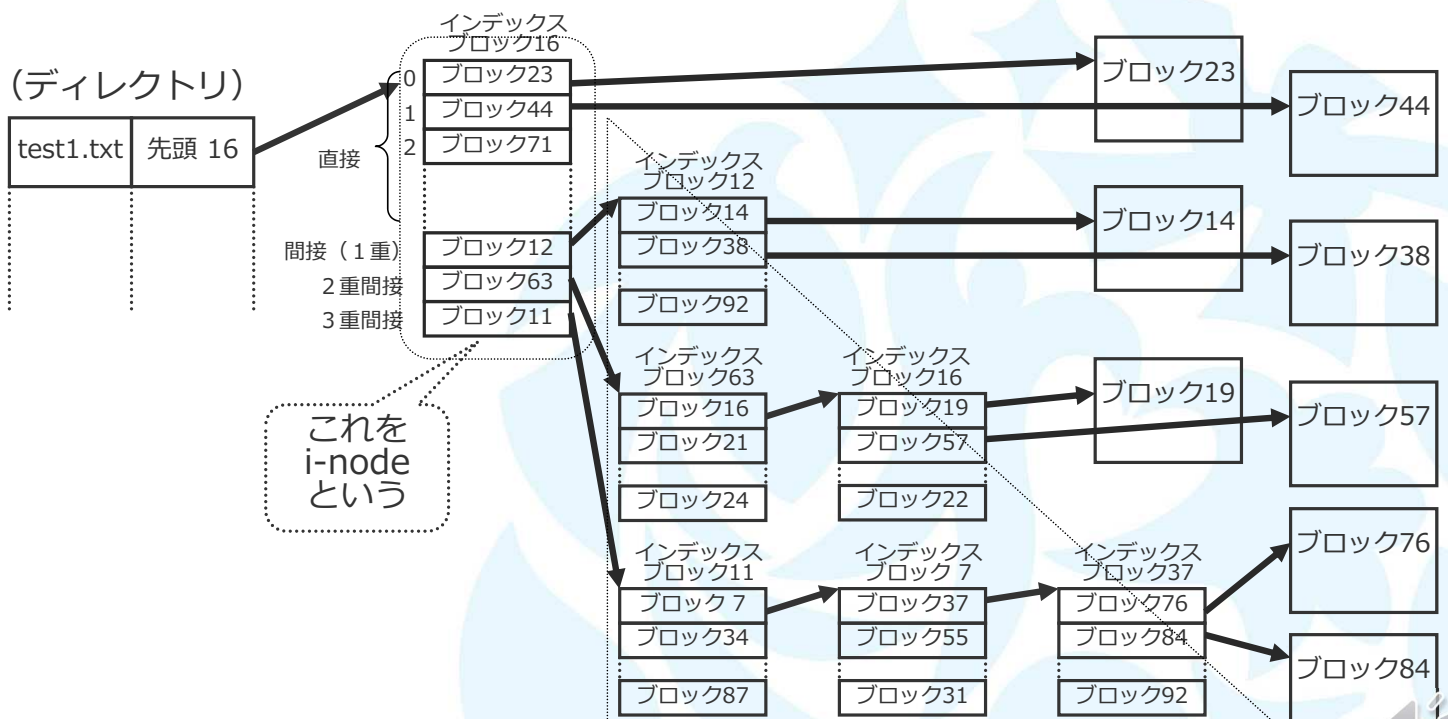 (ディレクトリ)
test1.txt 先頭 16
インデックス
ブロック16
直接
0 ブロック23
1 ブロック44
2 ブロック71
間接（１重） ブロック12
２重間接 ブロック63
３重間接 ブロック11
これを
i-node
という
ブロック23
ブロック44
インデックス
ブロック12
ブロック14
ブロック38
ブロック92
ブロック14
ブロック38
インデックス
ブロック63
ブロック16
ブロック21
ブロック24
インデックス
ブロック16
ブロック19
ブロック57
ブロック22
ブロック19
ブロック57
インデックス
ブロック11
ブロック７
ブロック34
ブロック87
インデックス
ブロック７
ブロック37
ブロック55
ブロック31
インデックス
ブロック37
ブロック76
ブロック84
ブロック92
ブロック76
ブロック84